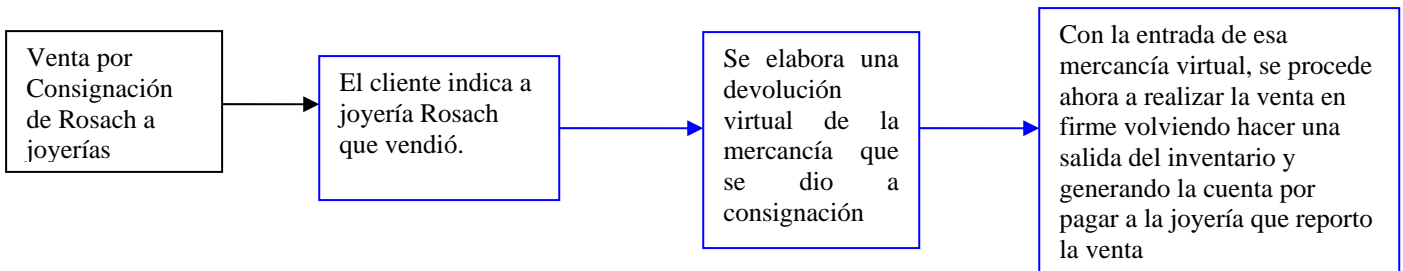 Venta por
Consignación
de Rosach a
joyerías
El cliente indica a
joyería Rosach
que vendió.
Se elabora una
devolución
virtual de la
mercancía que
se dio a
consignación
Con la entrada de esa
mercancía virtual, se procede
ahora a realizar la venta en
firme volviendo hacer una
salida del inventario y
generando la cuenta por
pagar a la joyería que reporto
la venta